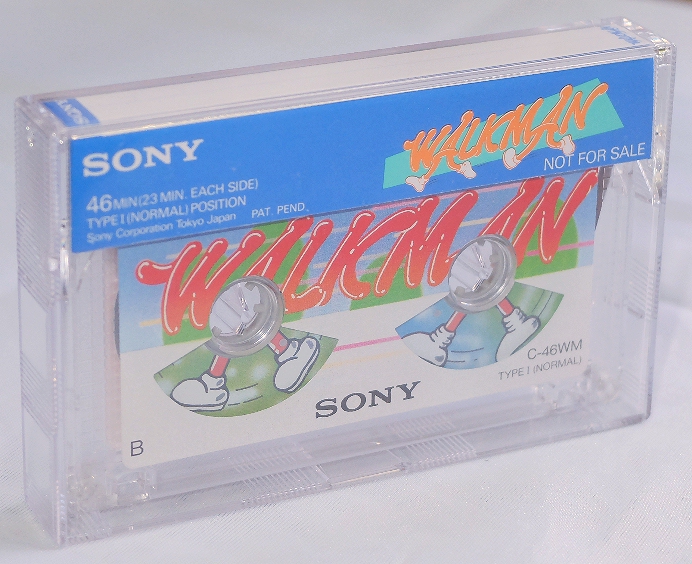 SONY
WALKMAN
NOT FOR SALE
46MIN(23 MIN. EACH SIDE)
TYPE I (NORMAL) POSITION
Sony Corporation Tokyo Japan PAT. PEND.
WALKMAN
C-46WM
TYPE I (NORMAL)
SONY
B